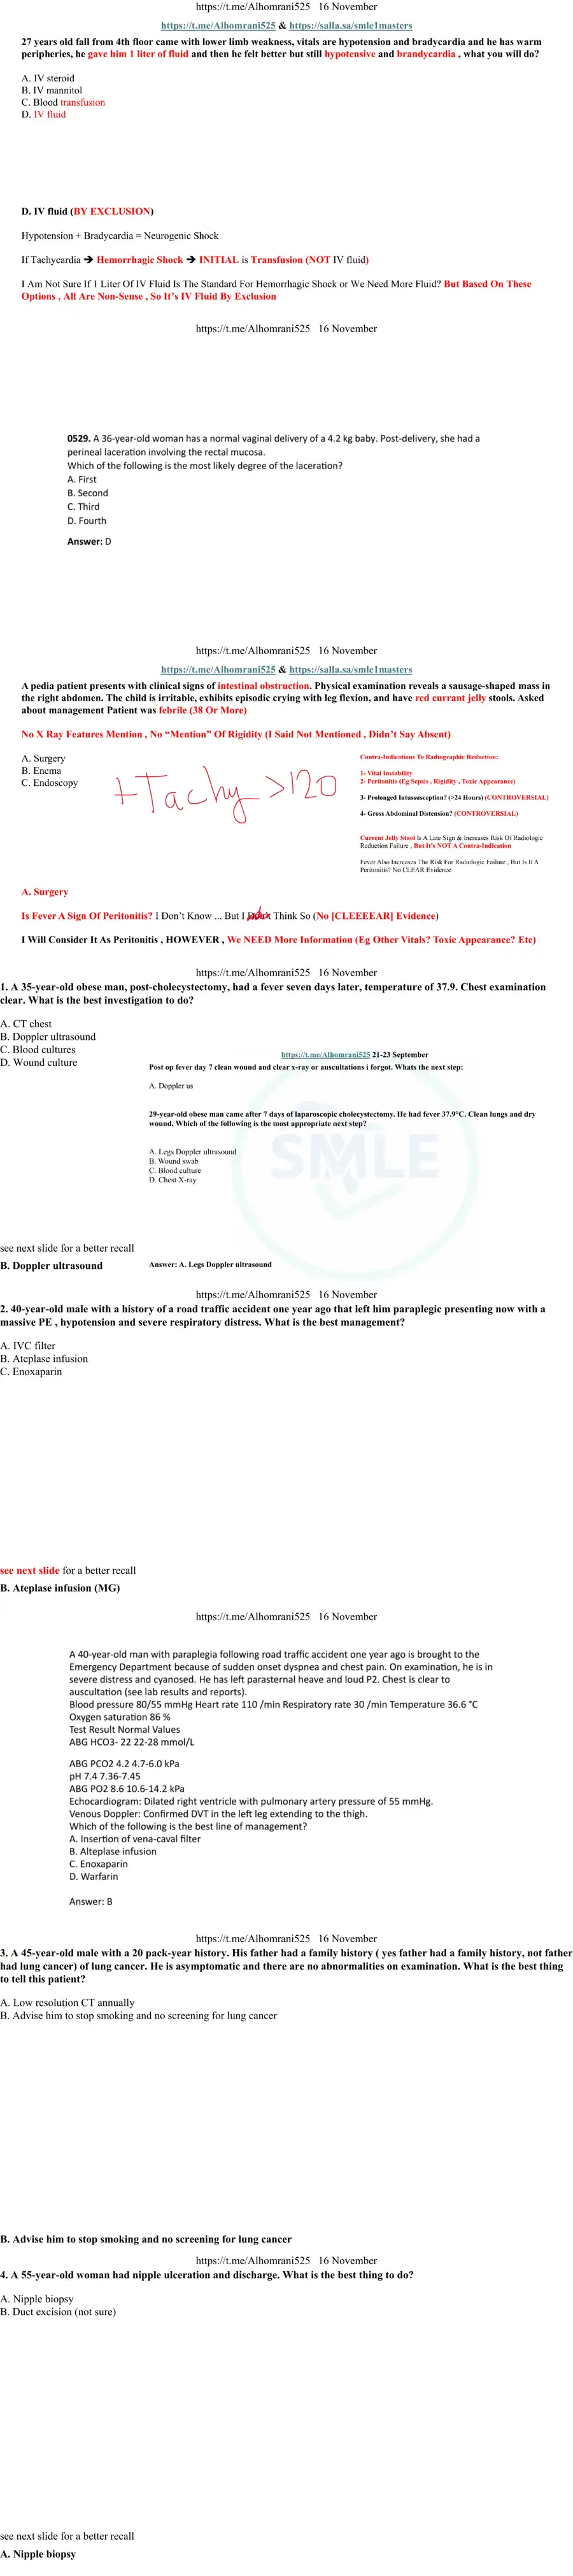 https://t.me/Alhomrani525 16 November
https://t.me/Alhomrani525 & https://salla.sa/smle1masters
27 years old fall from 4th floor came with lower limb weakness, vitals are hypotension and bradycardia and he has warm
peripheries, he gave him 1 liter of fluid and then he felt better but still hypotensive and brandycardia , what you will do?
A. IV steroid
B. IV mannitol
C. Blood transfusion
D. IV fluid
D. IV fluid (BY EXCLUSION)
Hypotension + Bradycardia = Neurogenic Shock
If Tachycardia ➔ Hemorrhagic Shock ➔ INITIAL is Transfusion (NOT IV fluid)
I Am Not Sure If 1 Liter Of IV Fluid Is The Standard For Hemorrhagic Shock or We Need More Fluid? But Based On These
Options , All Are Non-Sense , So It's IV Fluid By Exclusion
https://t.me/Alhomrani525 16 November
0529. A 36-year-old woman has a normal vaginal delivery of a 4.2 kg baby. Post-delivery, she had a
perineal laceration involving the rectal mucosa.
Which of the following is the most likely degree of the laceration?
A. First
B. Second
C. Third
D. Fourth
Answer: D
https://t.me/Alhomrani525 16 November
https://t.me/Alhomrani525 & https://salla.sa/smle1masters
A pedia patient presents with clinical signs of intestinal obstruction. Physical examination reveals a sausage-shaped mass in
the right abdomen. The child is irritable, exhibits episodic crying with leg flexion, and have red currant jelly stools. Asked
about management Patient was febrile (38 Or More)
No X Ray Features Mention , No “Mention” Of Rigidity (I Said Not Mentioned , Didn't Say Absent)
A. Surgery
B. Enema
C. Endoscopy
+Tachy >120
Contra-Indications To Radiographic Reduction:
1- Vital Instability
2- Peritonitis (Eg Sepsis , Rigidity , Toxic Appearance)
3- Prolonged Intussusception? (>24 Hours) (CONTROVERSIAL)
4- Gross Abdominal Distension? (CONTROVERSIAL)
Current Jelly Stool Is A Late Sign & Increases Risk Of Radiologic
Reduction Failure , But It's NOT A Contra-Indication
Fever Also Increases The Risk For Radiologic Failure , But Is It A
Peritonitis? No CLEAR Evidence
A. Surgery
Is Fever A Sign Of Peritonitis? I Don't Know ... But I Think So (No [CLEEEEAR] Evidence)
I Will Consider It As Peritonitis , HOWEVER , We NEED More Information (Eg Other Vitals? Toxic Appearance? Etc)
https://t.me/Alhomrani525 16 November
1. A 35-year-old obese man, post-cholecystectomy, had a fever seven days later, temperature of 37.9. Chest examination
clear. What is the best investigation to do?
A. CT chest
B. Doppler ultrasound
C. Blood cultures
D. Wound culture
https://t.me/Alhomrani525 21-23 September
Post op fever day 7 clean wound and clear x-ray or auscultations i forgot. Whats the next step:
A. Doppler us
29-year-old obese man came after 7 days of laparoscopic cholecystectomy. He had fever 37.9°C. Clean lungs and dry
wound. Which of the following is the most appropriate next step?
A. Legs Doppler ultrasound
B. Wound swab
C. Blood culture
D. Chest X-ray
SMLE
see next slide for a better recall
B. Doppler ultrasound
Answer: A. Legs Doppler ultrasound
https://t.me/Alhomrani525 16 November
2. 40-year-old male with a history of a road traffic accident one year ago that left him paraplegic presenting now with a
massive PE , hypotension and severe respiratory distress. What is the best management?
A. IVC filter
B. Ateplase infusion
C. Enoxaparin
see next slide for a better recall
B. Ateplase infusion (MG)
https://t.me/Alhomrani525 16 November
A 40-year-old man with paraplegia following road traffic accident one year ago is brought to the
Emergency Department because of sudden onset dyspnea and chest pain. On examination, he is in
severe distress and cyanosed. He has left parasternal heave and loud P2. Chest is clear to
auscultation (see lab results and reports).
Blood pressure 80/55 mmHg Heart rate 110 /min Respiratory rate 30 /min Temperature 36.6 °C
Oxygen saturation 86 %
Test Result Normal Values
ABG HCO3- 22 22-28 mmol/L
ABG PCO2 4.2 4.7-6.0 kPa
pH 7.4 7.36-7.45
ABG PO2 8.6 10.6-14.2 kPa
Echocardiogram: Dilated right ventricle with pulmonary artery pressure of 55 mmHg.
Venous Doppler: Confirmed DVT in the left leg extending to the thigh.
Which of the following is the best line of management?
A. Insertion of vena-caval filter
B. Alteplase infusion
C. Enoxaparin
D. Warfarin
Answer: B
https://t.me/Alhomrani525 16 November
3. A 45-year-old male with a 20 pack-year history. His father had a family history ( yes father had a family history, not father
had lung cancer) of lung cancer. He is asymptomatic and there are no abnormalities on examination. What is the best thing
to tell this patient?
A. Low resolution CT annually
B. Advise him to stop smoking and no screening for lung cancer
B. Advise him to stop smoking and no screening for lung cancer
https://t.me/Alhomrani525 16 November
4. A 55-year-old woman had nipple ulceration and discharge. What is the best thing to do?
A. Nipple biopsy
B. Duct excision (not sure)
see next slide for a better recall
A. Nipple biopsy